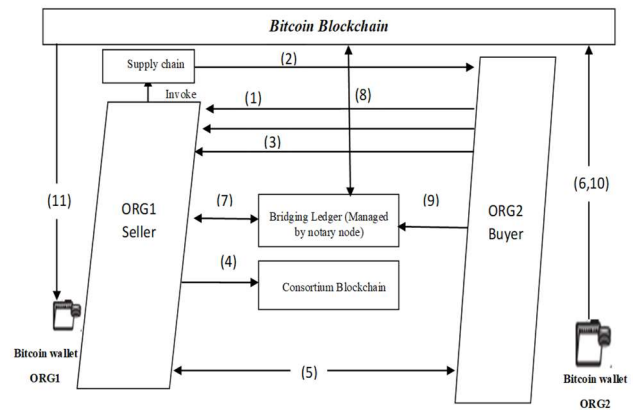 Bitcoin Blockchain
Supply chain
(2)
Invoke
(1)
(8)
(3)
(11)
(6,10)
ORG1
Seller
(7)
Bridging Ledger (Managed
by notary node)
(9)
ORG2
Buyer
(4)
Consortium Blockchain
Bitcoin wallet
ORG1
(5)
Bitcoin wallet
ORG2